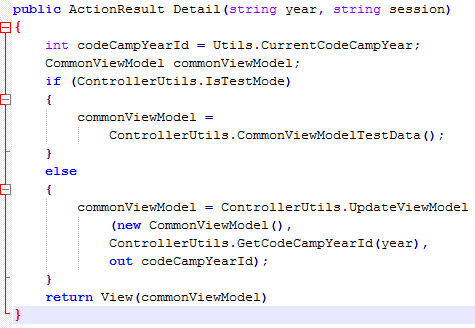 public ActionResult Detail(string year, string session)
{
    int codeCampYearId = Utils.CurrentCodeCampYear;
    CommonViewModel commonViewModel;
    if (ControllerUtils.IsTestMode)
    {
        commonViewModel =
            ControllerUtils.CommonViewModelTestData();
    }
    else
    {
        commonViewModel = ControllerUtils.UpdateViewModel
            (new CommonViewModel(),
            ControllerUtils.GetCodeCampYearId(year),
            out codeCampYearId);
    }
    return View(commonViewModel)
}